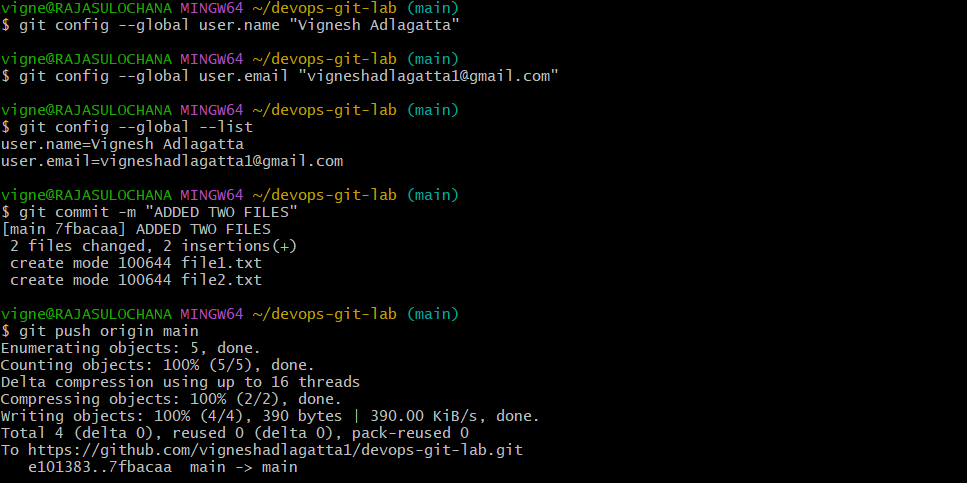 vigne@RAJASULOCHANA MINGW64 ~/devops-git-lab (main)
$ git config --global user.name "Vignesh Adlagatta"
vigne@RAJASULOCHANA MINGW64 ~/devops-git-lab (main)
$ git config --global user.email "vigneshadlagatta1@gmail.com"
vigne@RAJASULOCHANA MINGW64 ~/devops-git-lab (main)
$ git config --global --list
user.name=Vignesh Adlagatta
user.email=vigneshadlagatta1@gmail.com
vigne@RAJASULOCHANA MINGW64 ~/devops-git-lab (main)
$ git commit -m "ADDED TWO FILES"
[main 7fbacaa] ADDED TWO FILES
 2 files changed, 2 insertions(+)
 create mode 100644 file1.txt
 create mode 100644 file2.txt
vigne@RAJASULOCHANA MINGW64 ~/devops-git-lab (main)
$ git push origin main
Enumerating objects: 5, done.
Counting objects: 100% (5/5), done.
Delta compression using up to 16 threads
Compressing objects: 100% (2/2), done.
Writing objects: 100% (4/4), 390 bytes | 390.00 KiB/s, done.
Total 4 (delta 0), reused 0 (delta 0), pack-reused 0
To https://github.com/vigneshadlagatta1/devops-git-lab.git
   e101383..7fbacaa  main -> main